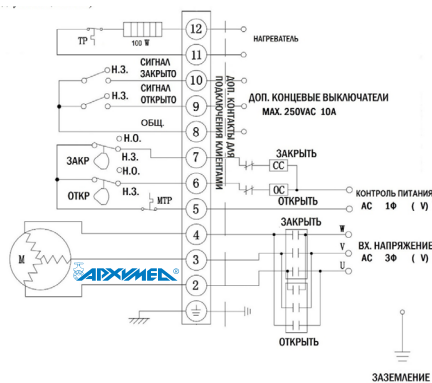 12
ТР
100 W
НАГРЕВАТЕЛЬ
11
СИГНАЛ
ЗАКРЫТО
Н.З.
10
СИГНАЛ
ОТКРЫТО
Н.З.
9
ДОП. КОНЦЕВЫЕ ВЫКЛЮЧАТЕЛИ
MAX. 250VAC 10A
ОБЩ.
8
ДОП. КОНТАКТЫ ДЛЯ
ПОДКЛЮЧЕНИЯ КЛИЕНТАМИ
Н.О.
ЗАКР
Н.З.
7
ЗАКРЫТЬ
CC
Н.О.
ОТКР
Н.З.
6
OC
ОТКРЫТЬ
МТР
5
КОНТРОЛЬ ПИТАНИЯ
AC 1Ф ( V)
4
ЗАКРЫТЬ
W
M
3
V
ВХ. НАПРЯЖЕНИЕ
AC 3Ф ( V)
АРХИМЕД®
2
U
ОТКРЫТЬ
ЗАЗЕМЛЕНИЕ